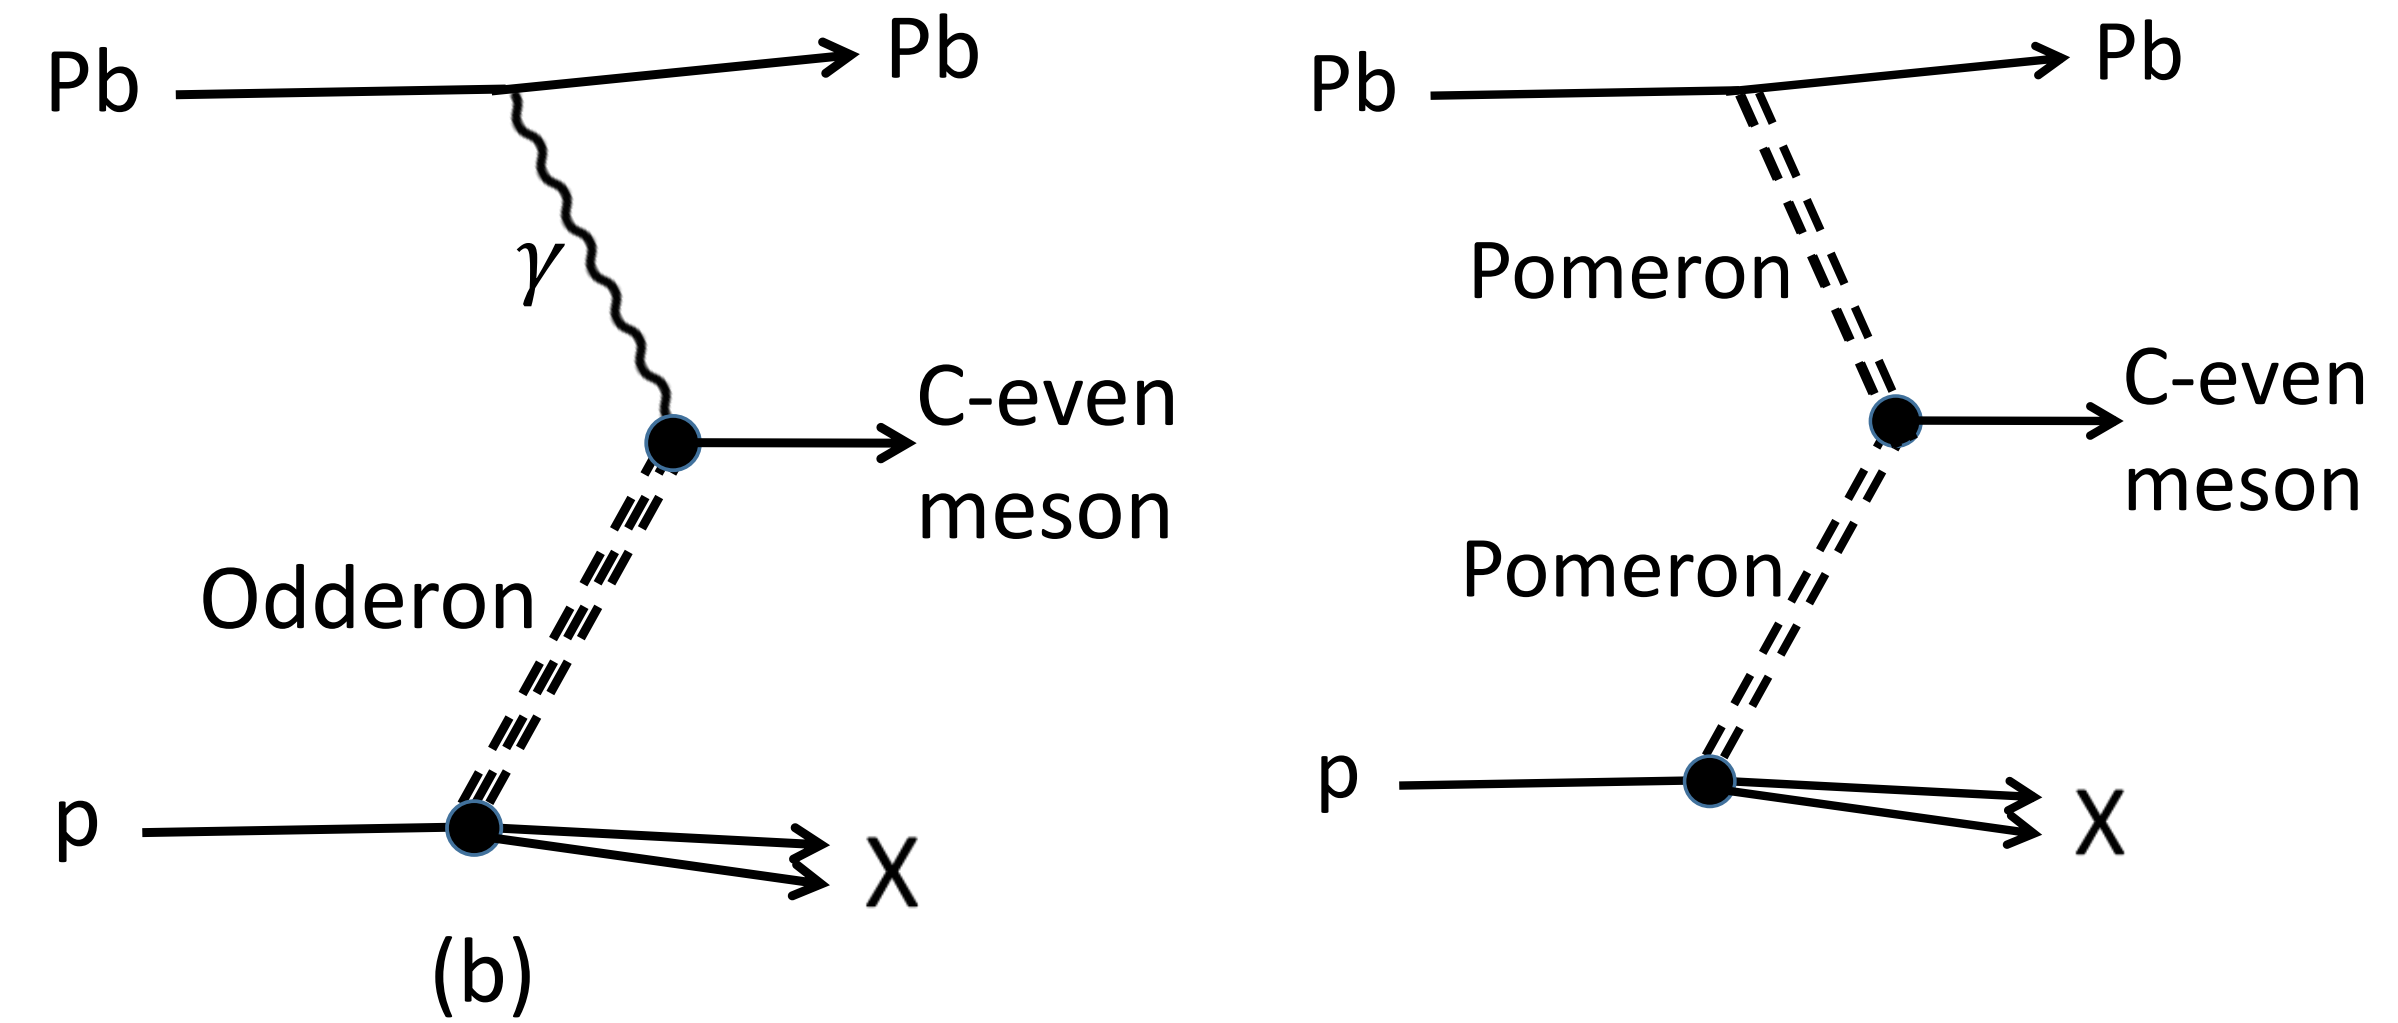 Pb
Pb
γ
C-even
meson
Odderon
p
X
(b)
Pb
Pb
Pomeron
C-even
meson
Pomeron
p
X